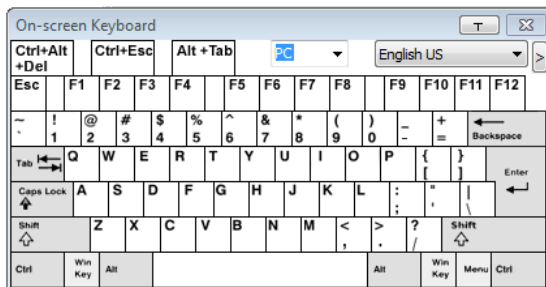 On-screen Keyboard
Ctrl+Alt +Del Ctrl+Esc Alt +Tab PC English US >
Esc F1 F2 F3 F4 F5 F6 F7 F8 F9 F10 F11 F12
~ ! @ # $ % ^ & * ( ) _ +
` 1 2 3 4 5 6 7 8 9 0 - = Backspace
Tab Q W E R T Y U I O P { [ } ] Enter
Caps Lock A S D F G H J K L : ; " ' | \
Shift Z X C V B N M < , > . ? / Shift
Ctrl Win Key Alt Alt Win Key Menu Ctrl